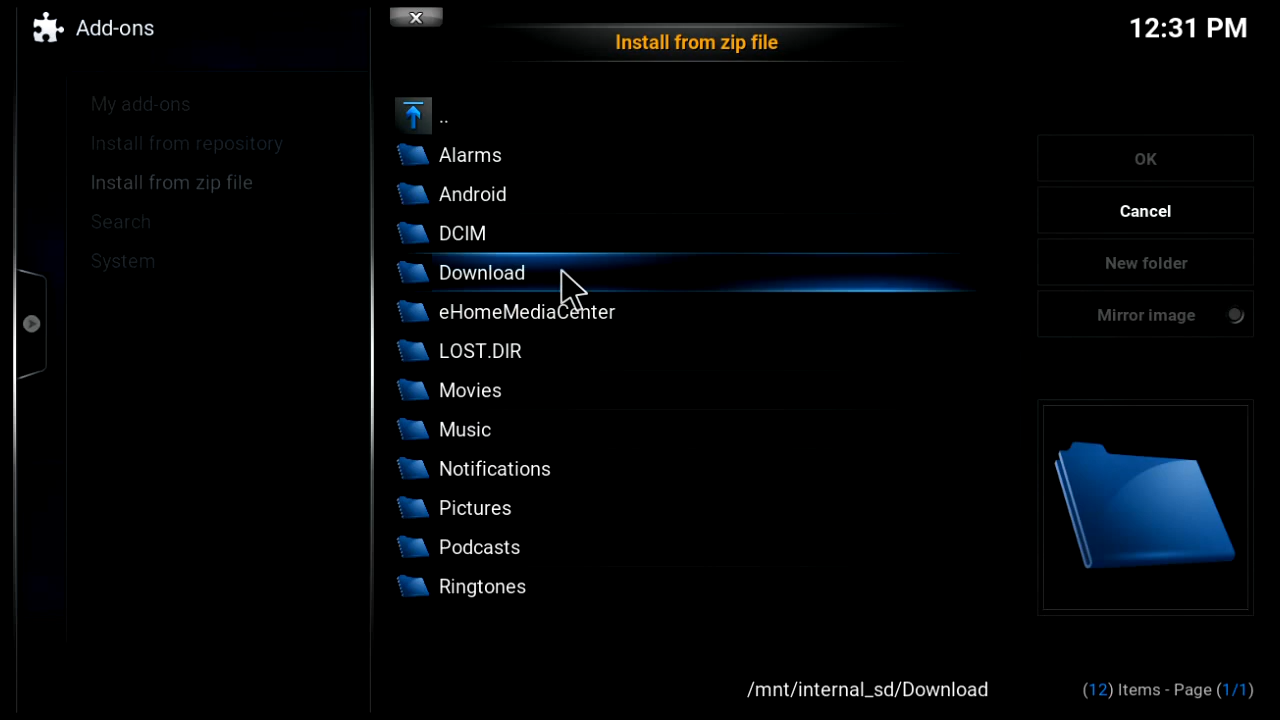 Add-ons
My add-ons
Install from repository
Install from zip file
Search
System
Install from zip file
12:31 PM
..
Alarms
Android
DCIM
Download
eHomeMediaCenter
LOST.DIR
Movies
Music
Notifications
Pictures
Podcasts
Ringtones
OK
Cancel
New folder
Mirror image
/mnt/internal_sd/Download
(12) Items - Page (1/1)